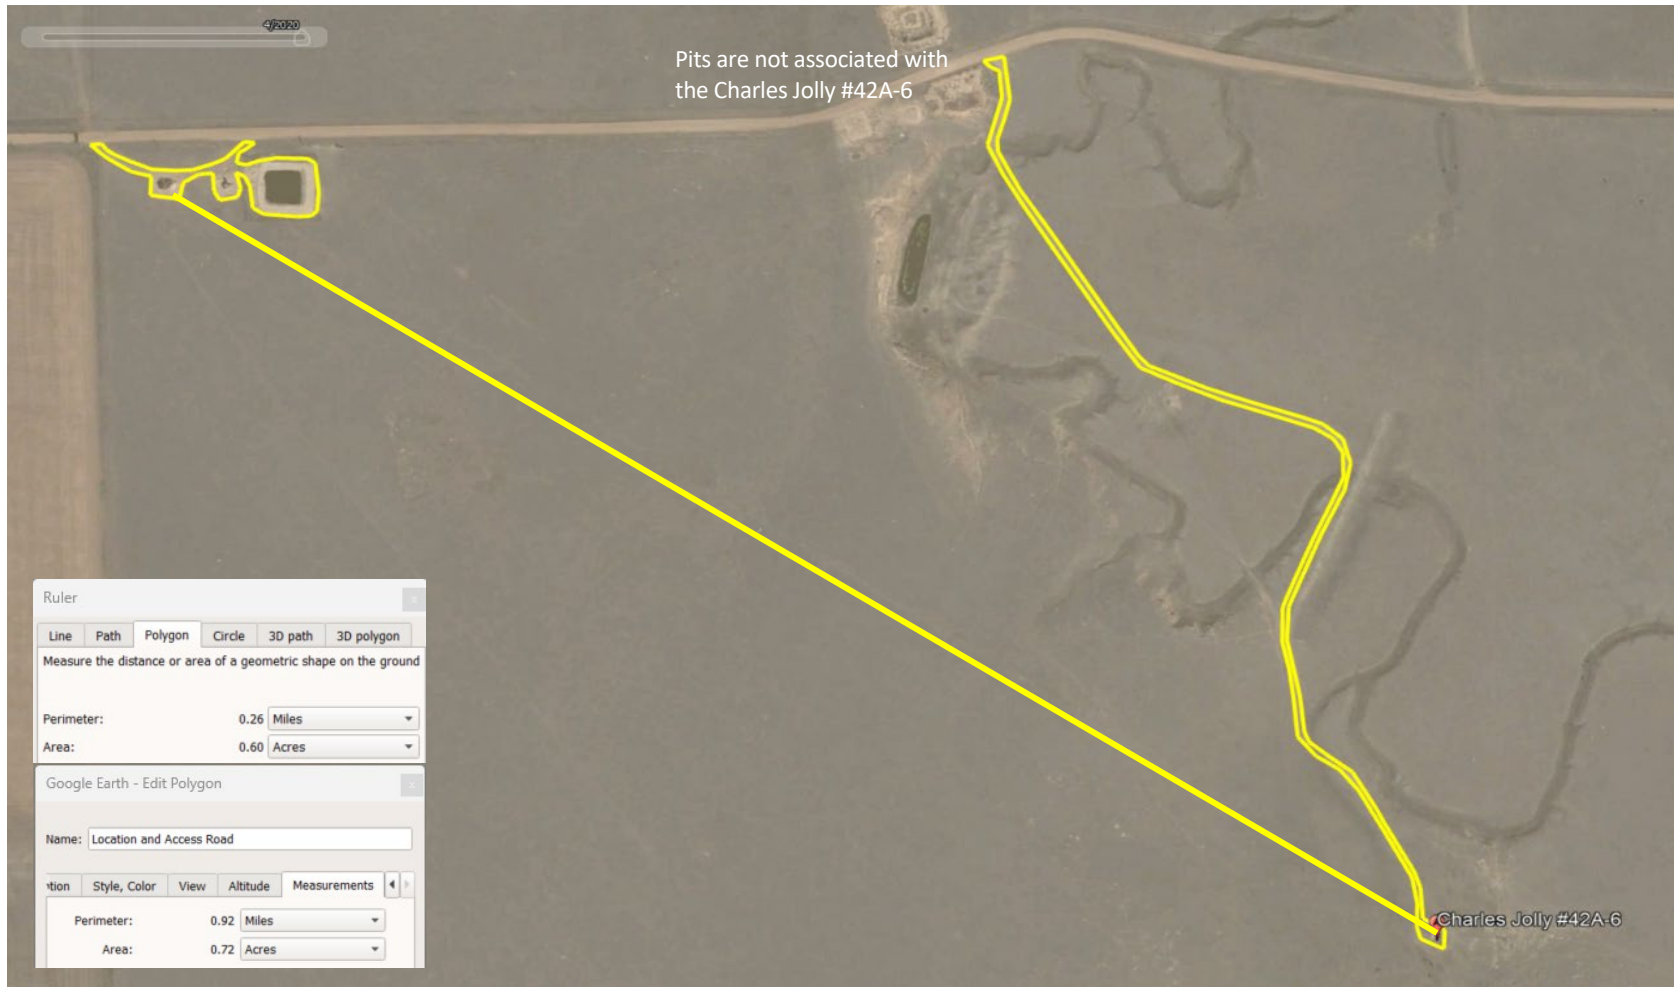 4/2020
Pits are not associated with
the Charles Jolly #42A-6
Ruler
x
Line Path Polygon Circle 3D path 3D polygon
Measure the distance or area of a geometric shape on the ground
Perimeter: 0.26 Miles
Area: 0.60 Acres
Google Earth - Edit Polygon
x
Name: Location and Access Road
tion Style, Color View Altitude Measurements
Perimeter: 0.92 Miles
Area: 0.72 Acres
Charles Jolly #42A-6